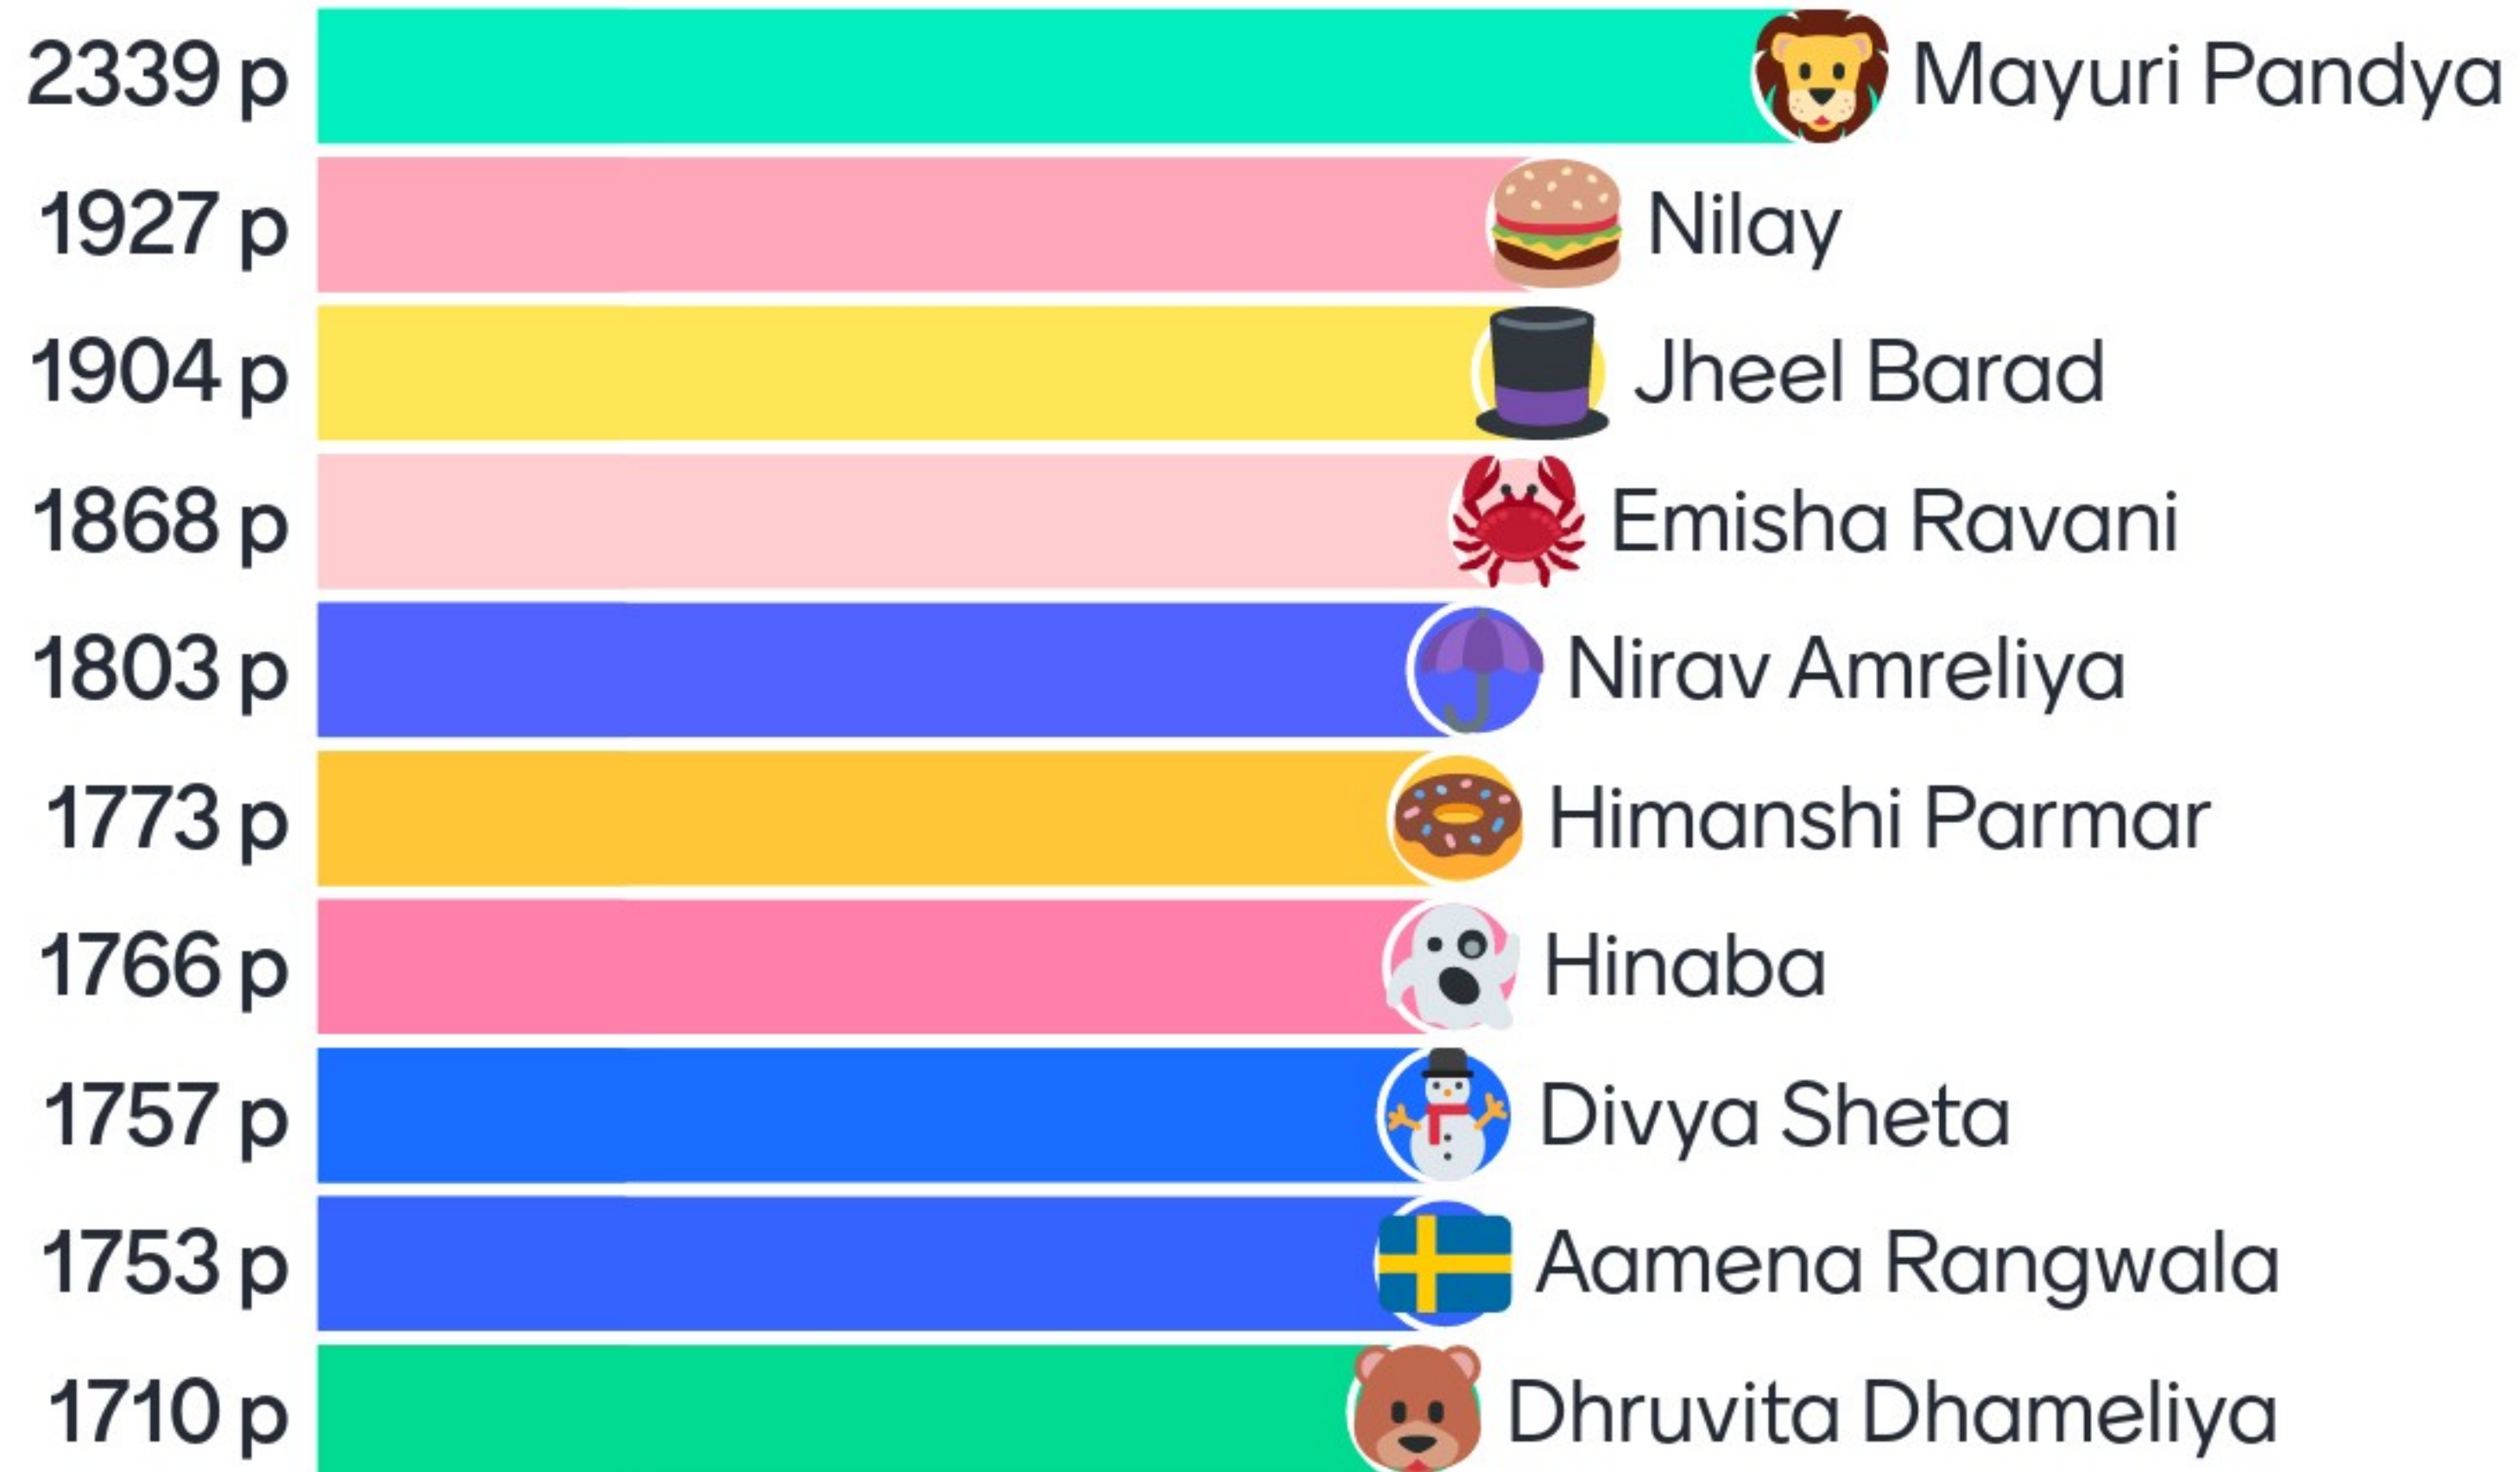 2339 p Mayuri Pandya
1927 p Nilay
1904 p Jheel Barad
1868 p Emisha Ravani
1803 p Nirav Amreliya
1773 p Himanshi Parmar
1766 p Hinaba
1757 p Divya Sheta
1753 p Aamena Rangwala
1710 p Dhruvita Dhameliya